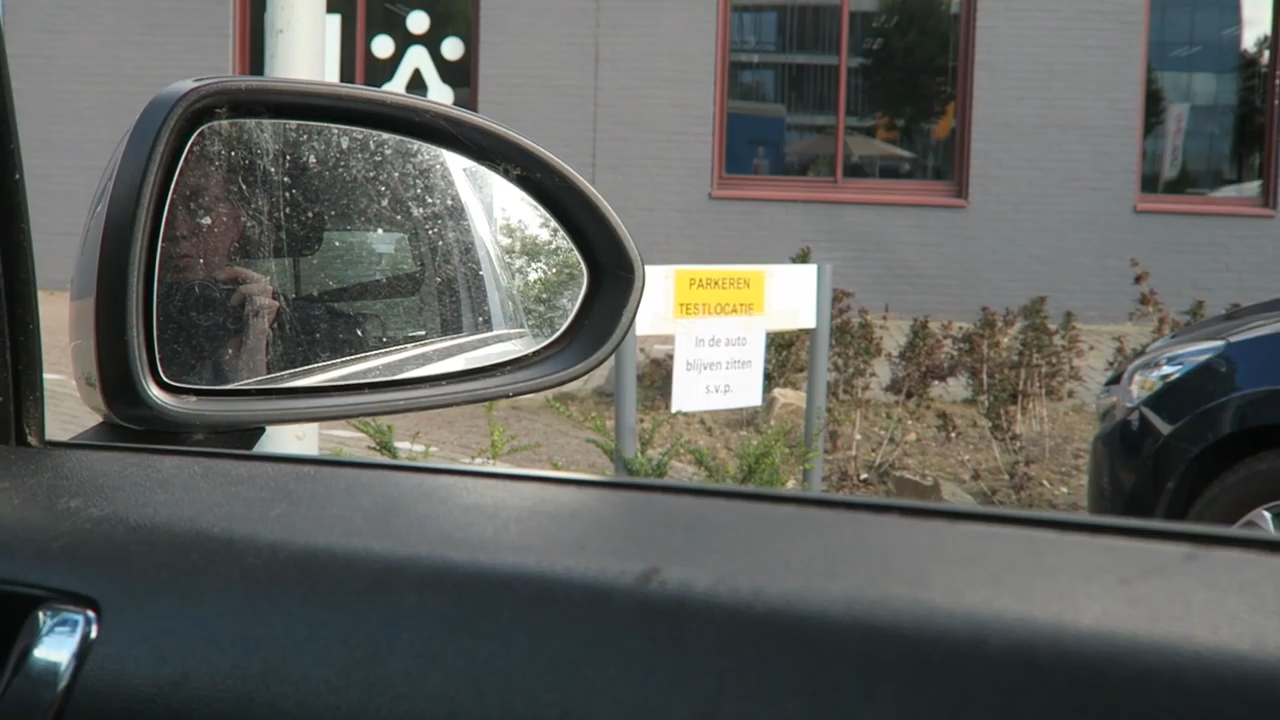 PARKEREN
TESTLOCATIE
In de auto
blijven zitten
s.v.p.